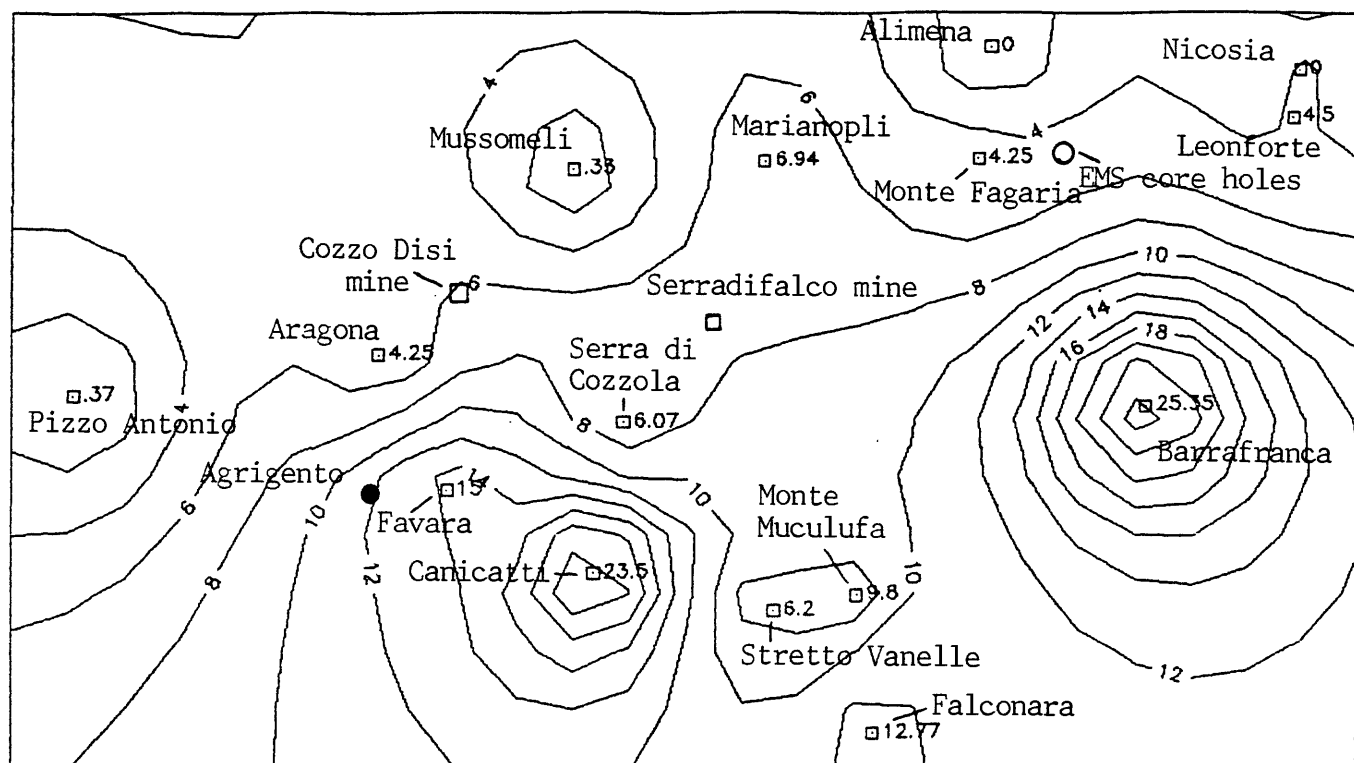 Alimena
0
Nicosia
0
4
6
4
Mussomeli
.33
Marianopli
6.94
4.25
Monte Fagaria
EMS core holes
4.5
Leonforte
Cozzo Disi
mine
6
Serradifalco mine
8
10
12
14
16
18
Aragona
4.25
Serra di
Cozzola
6.07
8
.37
4
Pizzo Antonio
25.35
Barrafranca
Agrigento
10
15
14
Favara
10
Monte
Muculufa
6
8
12
Canicatti
23.5
9.8
10
6.2
Stretto Vanelle
12
Falconara
12.77